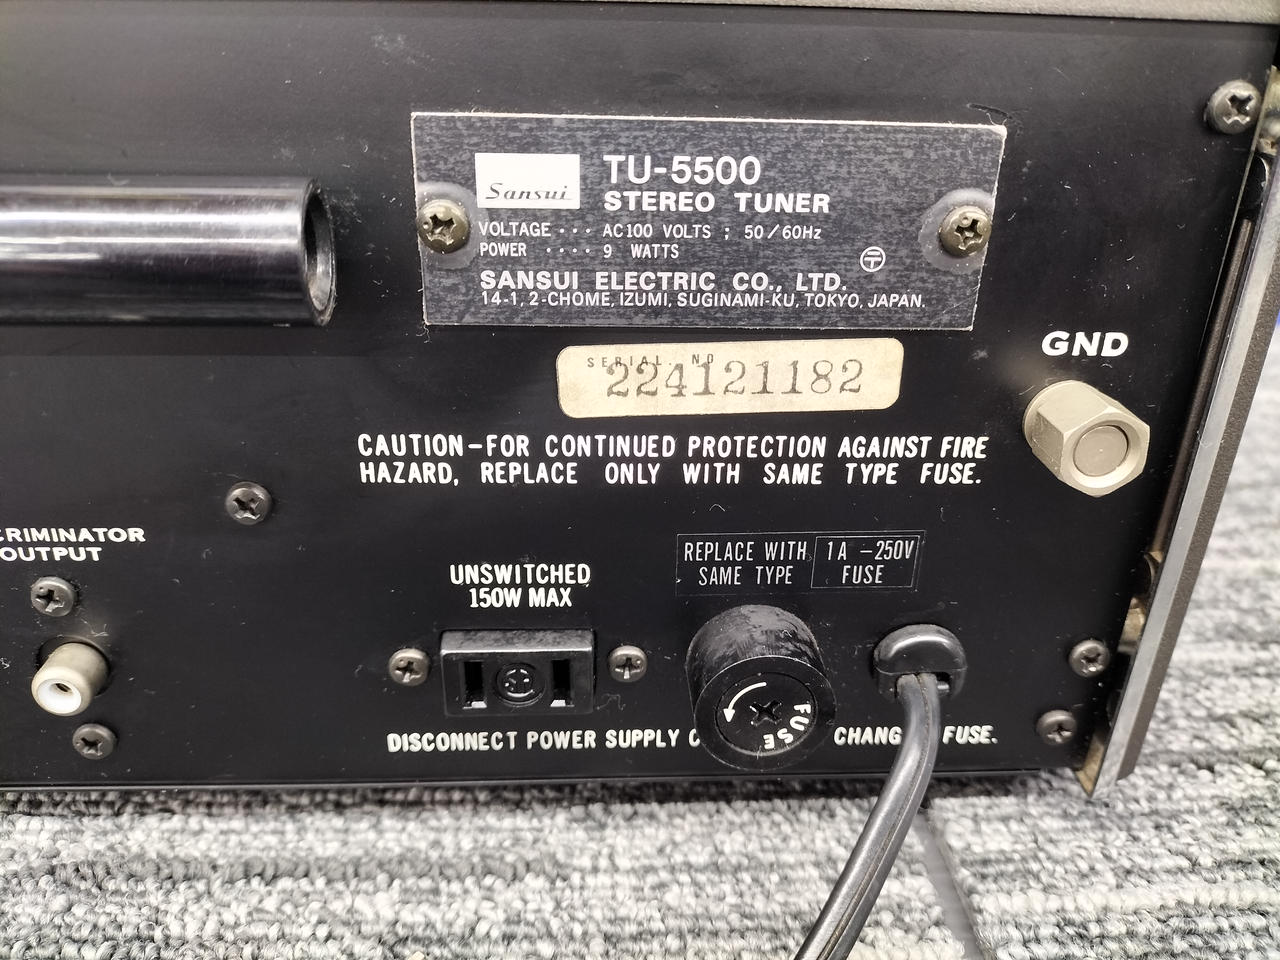 Sansui
TU-5500
STEREO TUNER
VOLTAGE ··· AC100 VOLTS ; 50/60Hz
POWER ···· 9 WATTS
SANSUI ELECTRIC CO., LTD.
14-1, 2-CHOME, IZUMI, SUGINAMI-KU, TOKYO, JAPAN.
SERIAL NO
224121182
GND
CAUTION-FOR CONTINUED PROTECTION AGAINST FIRE
HAZARD, REPLACE ONLY WITH SAME TYPE FUSE.
CRIMINATOR
OUTPUT
UNSWITCHED
150W MAX
REPLACE WITH
SAME TYPE
1A -250V
FUSE
FUSE
DISCONNECT POWER SUPPLY CHANG FUSE.